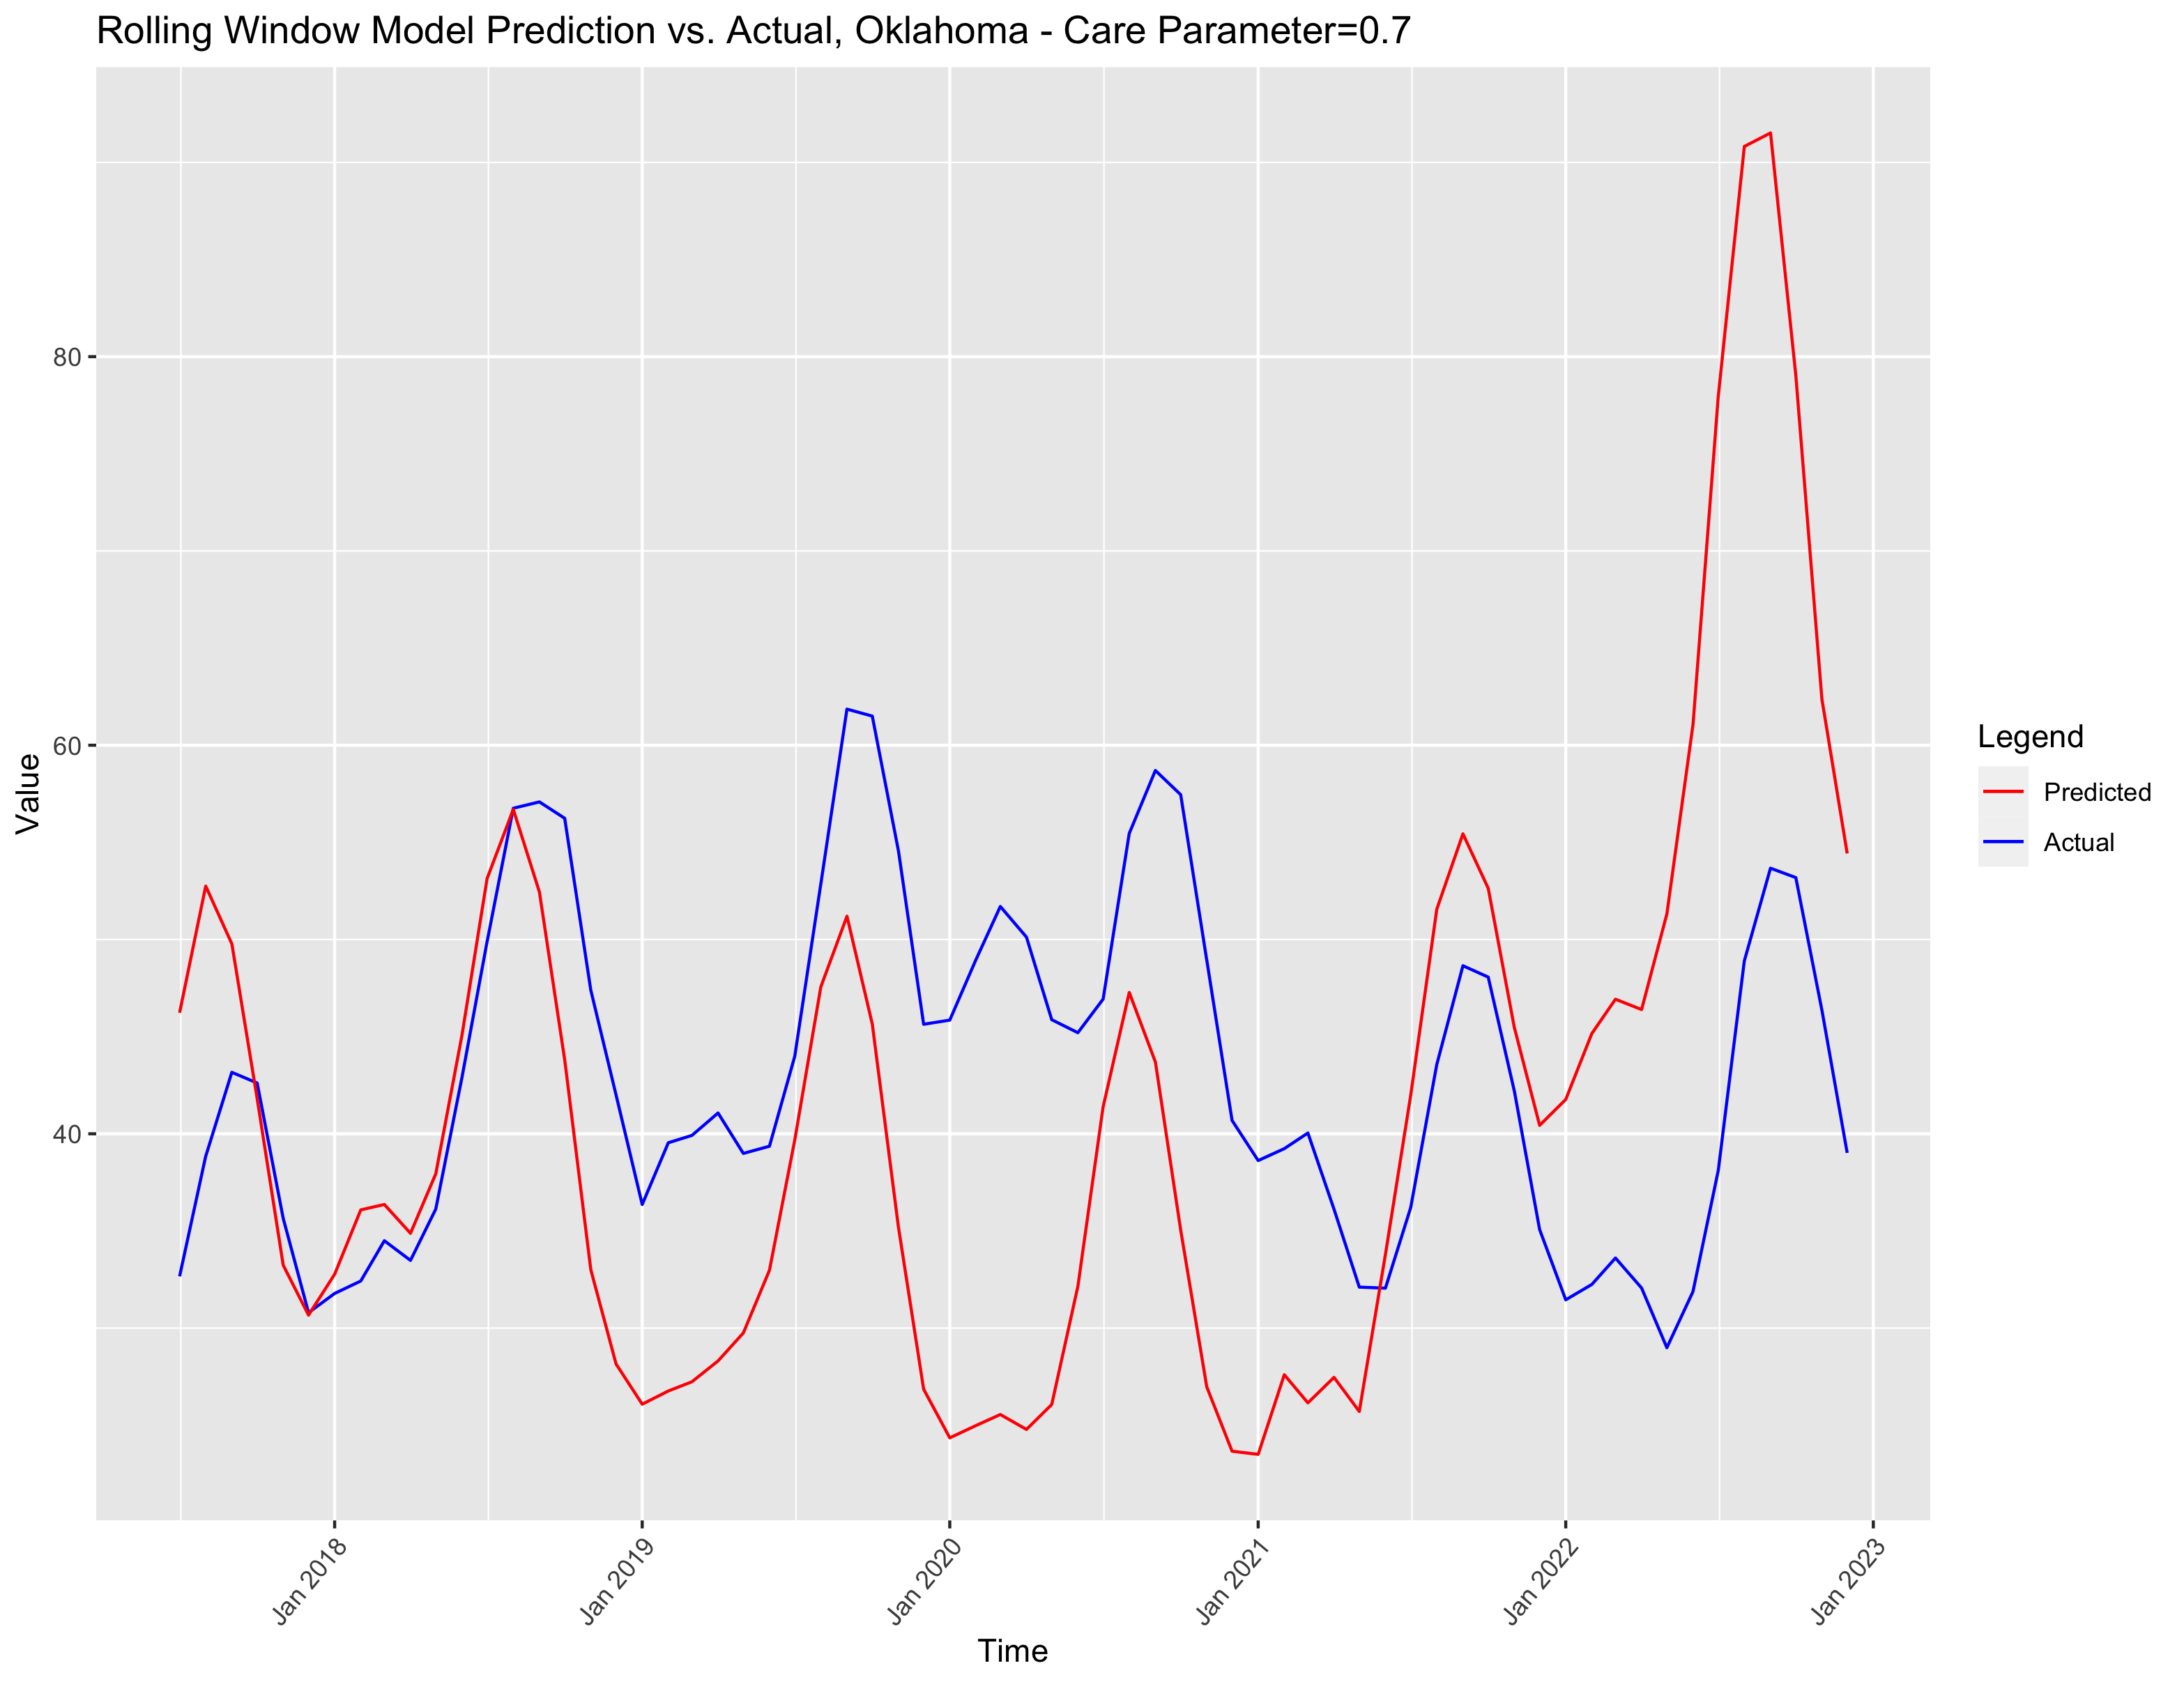 Rolling Window Model Prediction vs. Actual, Oklahoma - Care Parameter=0.7
Value
80
60
40
Jan 2018
Jan 2019
Jan 2020
Jan 2021
Jan 2022
Jan 2023
Time
Legend
Predicted
Actual